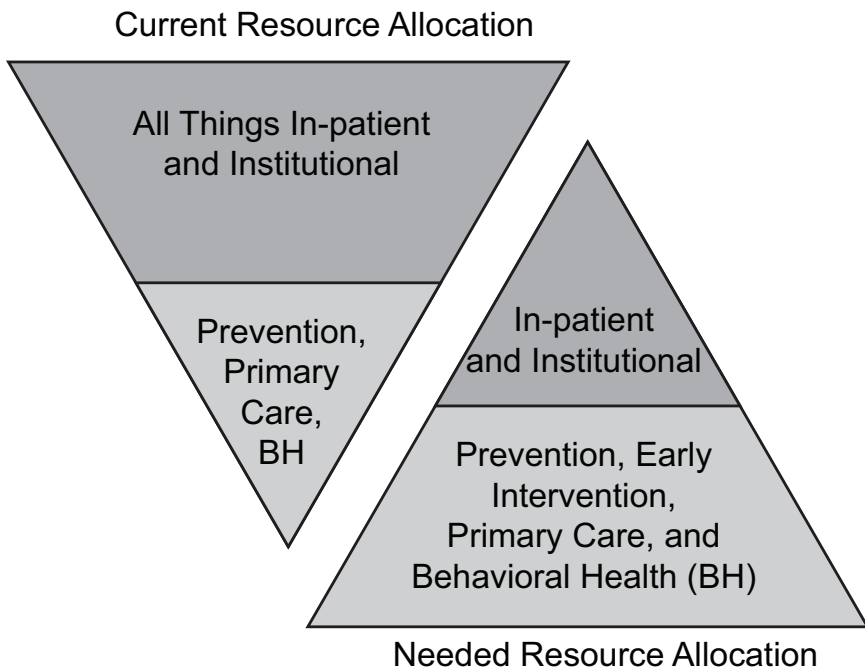 Current Resource Allocation
All Things In-patient
and Institutional
Prevention,
Primary
Care,
BH
In-patient
and Institutional
Prevention, Early
Intervention,
Primary Care, and
Behavioral Health (BH)
Needed Resource Allocation